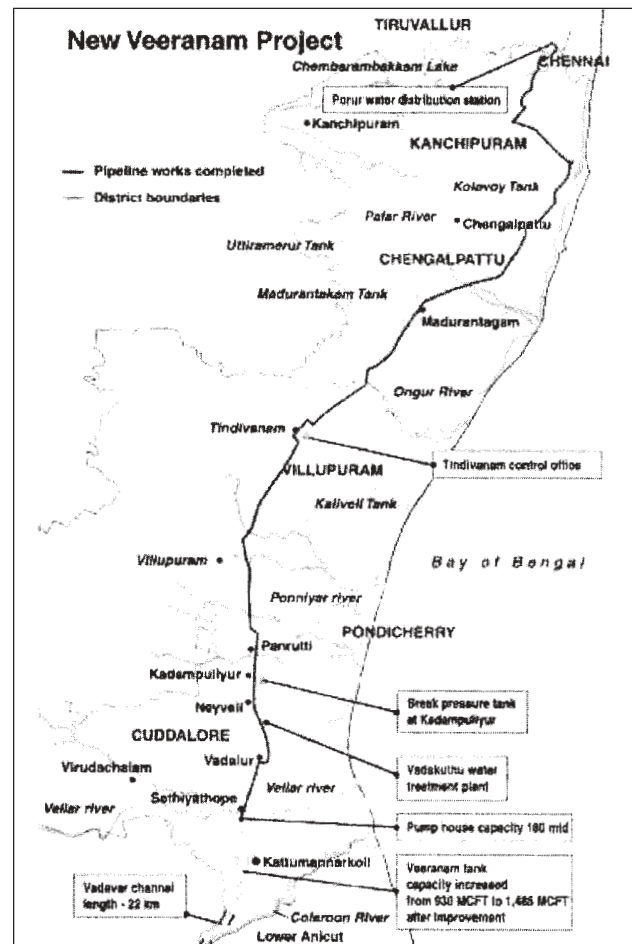 New Veeranam Project
TIRUVALLUR
Chembarambakkam Lake
CHENNAI
Porur water distribution station
Kanchipuram
KANCHIPURAM
Pipeline works completed
District boundaries
Kolavoy Tank
Palar River
Chengalpattu
Uttiramerur Tank
CHENGALPATTU
Madurantakam Tank
Madurantagam
Ongur River
Tindivanam
Tindivanam control office
VILLUPURAM
Kaliveli Tank
Villupuram
Bay of Bengal
Ponniyar river
PONDICHERRY
Panrutti
Kadampuliyur
Neyveli
Break pressure tank
at Kadampuliyur
CUDDALORE
Vadalur
Virudachalam
Vadakuthu water
treatment plant
Vellar river
Vellar river
Sethiyathope
Pump house capacity 180 mld
Kattumannarkoil
Veeranam tank
capacity increased
from 930 MCFT to 1,465 MCFT
after improvement
Vadavar channel
length - 22 km
Coleroon River
Lower Anicut